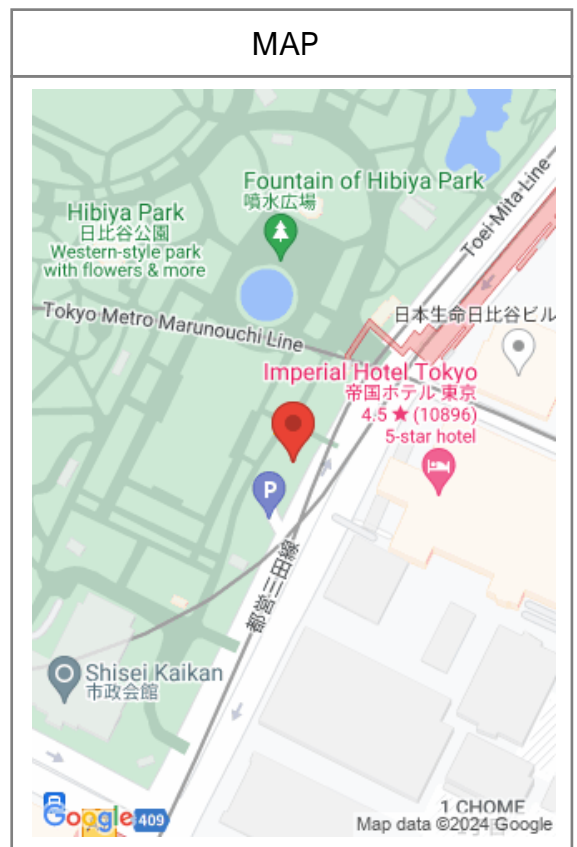 MAP
Toei-Mita-Line
Fountain of Hibiya Park
噴水広場
Hibiya Park
日比谷公園
Western-style park
with flowers & more
Tokyo Metro Marunouchi Line
日本生命日比谷ビル
Imperial Hotel Tokyo
帝国ホテル 東京
4.5 ★ (10896)
5-star hotel
P
都営三田線
Shisei Kaikan
市政会館
1 CHOME
Google
409
Map data ©2024 Google